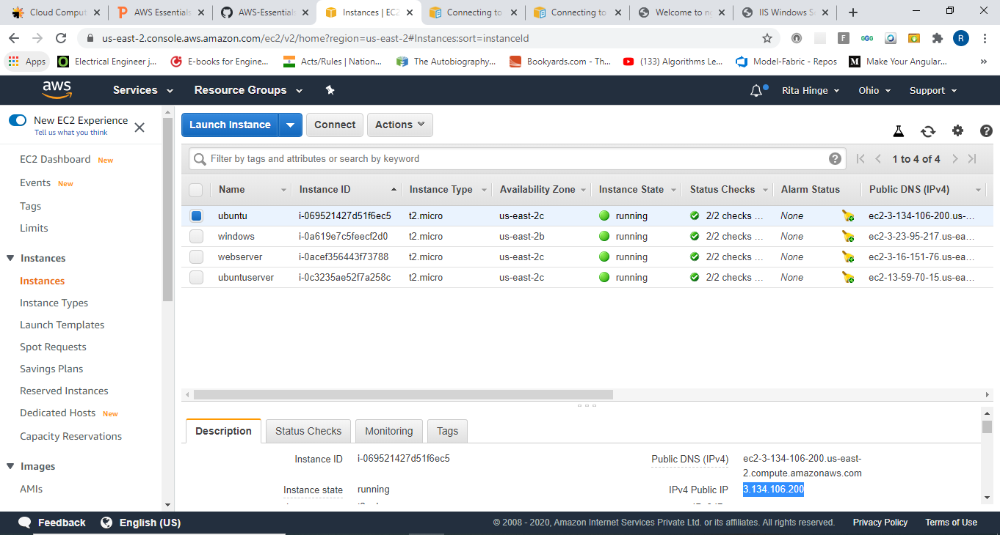 Cloud Comput
AWS Essentials
AWS-Essentials
Instances | EC2
Connecting to
Connecting to
Welcome to ng
IIS Windows Se
us-east-2.console.aws.amazon.com/ec2/v2/home?region=us-east-2#Instances:sort=instanceId
R
Apps
Electrical Engineer j...
E-books for Engine...
Acts/Rules | Nation...
The Autobiography...
Bookyards.com - Th...
(133) Algorithms Le...
Model-Fabric - Repos
Make Your Angular...
»
aws
Services
Resource Groups
Rita Hinge
Ohio
Support
New EC2 Experience
Tell us what you think
EC2 Dashboard New
Events New
Tags
Limits
Instances
Instances
Instance Types
Launch Templates
Spot Requests
Savings Plans
Reserved Instances
Dedicated Hosts New
Capacity Reservations
Images
AMIs
Launch Instance
Connect
Actions
Filter by tags and attributes or search by keyword
1 to 4 of 4
Name Instance ID Instance Type Availability Zone Instance State Status Checks Alarm Status Public DNS (IPv4)
ubuntu i-069521427d51f6ec5 t2.micro us-east-2c running 2/2 checks ... None ec2-3-134-106-200.us-...
windows i-0a619e7c5feecf2d0 t2.micro us-east-2b running 2/2 checks ... None ec2-3-23-95-217.us-ea...
webserver i-0acef356443f73788 t2.micro us-east-2c running 2/2 checks ... None ec2-3-16-151-76.us-ea...
ubuntuserver i-0c3235ae52f7a258c t2.micro us-east-2c running 2/2 checks ... None ec2-13-59-70-15.us-ea...
Description
Status Checks
Monitoring
Tags
Instance ID i-069521427d51f6ec5
Public DNS (IPv4) ec2-3-134-106-200.us-east-
2.compute.amazonaws.com
Instance state running
IPv4 Public IP 3.134.106.200
Feedback
English (US)
© 2008 - 2020, Amazon Internet Services Private Ltd. or its affiliates. All rights reserved.
Privacy Policy
Terms of Use